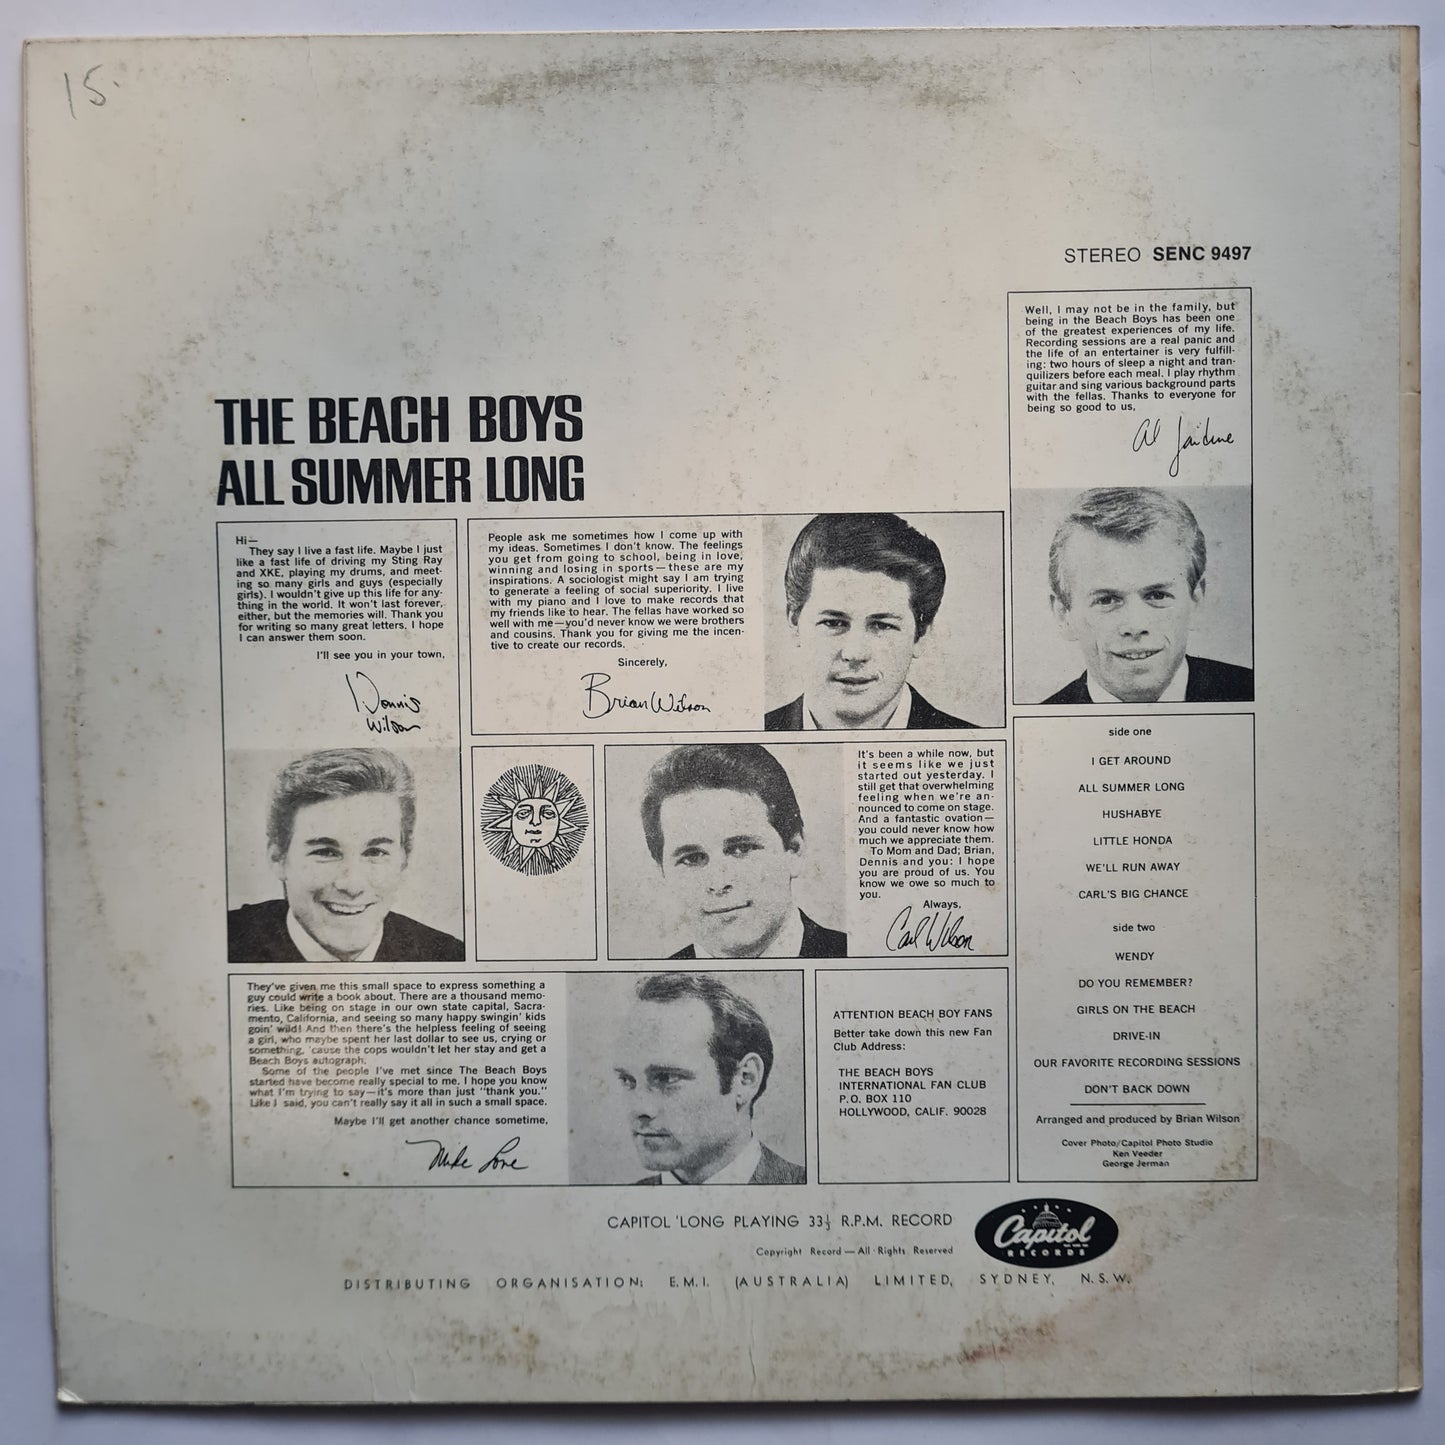 15.
STEREO SENC 9497
Well, I may not be in the family, but
being in the Beach Boys has been one
of the greatest experiences of my life.
Recording sessions are a real panic and
the life of an entertainer is very fulfill-
ing: two hours of sleep a night and tran-
quilizers before each meal. I play rhythm
guitar and sing various background parts
with the fellas. Thanks to everyone for
being so good to us,
Al Jardine
THE BEACH BOYS
ALL SUMMER LONG
Hi—
They say I live a fast life. Maybe I just
like a fast life of driving my Sting Ray
and XKE, playing my drums, and meet-
ing so many girls and guys (especially
girls). I wouldn't give up this life for any-
thing in the world. It won't last forever,
either, but the memories will. Thank you
for writing so many great letters. I hope
I can answer them soon.
I'll see you in your town,
Dennis
Wilson
People ask me sometimes how I come up with
my ideas. Sometimes I don't know. The feelings
you get from going to school, being in love,
winning and losing in sports—these are my
inspirations. A sociologist might say I am trying
to generate a feeling of social superiority. I live
with my piano and I love to make records that
my friends like to hear. The fellas have worked so
well with me—you'd never know we were brothers
and cousins. Thank you for giving me the incen-
tive to create our records.
Sincerely,
Brian Wilson
It's been a while now, but
it seems like we just
started out yesterday. I
still get that overwhelming
feeling when we're an-
nounced to come on stage.
And a fantastic ovation—
you could never know how
much we appreciate them.
To Mom and Dad; Brian,
Dennis and you: I hope
you are proud of us. You
know we owe so much to
you.
Always,
Carl Wilson
They've given me this small space to express something a
guy could write a book about. There are a thousand memo-
ries. Like being on stage in our own state capital, Sacra-
mento, California, and seeing so many happy swingin' kids
goin' wild! And then there's the helpless feeling of seeing
a girl, who maybe spent her last dollar to see us, crying or
something, 'cause the cops wouldn't let her stay and get a
Beach Boys autograph.
Some of the people I've met since The Beach Boys
started have become really special to me. I hope you know
what I'm trying to say—it's more than just "thank you."
Like I said, you can't really say it all in such a small space.
Maybe I'll get another chance sometime,
Mike Love
ATTENTION BEACH BOY FANS
Better take down this new Fan
Club Address:
THE BEACH BOYS
INTERNATIONAL FAN CLUB
P.O. BOX 110
HOLLYWOOD, CALIF. 90028
side one
I GET AROUND
ALL SUMMER LONG
HUSHABYE
LITTLE HONDA
WE'LL RUN AWAY
CARL'S BIG CHANCE
side two
WENDY
DO YOU REMEMBER?
GIRLS ON THE BEACH
DRIVE-IN
OUR FAVORITE RECORDING SESSIONS
DON'T BACK DOWN
Arranged and produced by Brian Wilson
Cover Photo/Capitol Photo Studio
Ken Veeder
George Jerman
CAPITOL 'LONG PLAYING 33⅓ R.P.M. RECORD
Copyright Record — All Rights Reserved
Capitol
RECORDS
DISTRIBUTING ORGANISATION: E.M.I. (AUSTRALIA) LIMITED, SYDNEY, N.S.W.